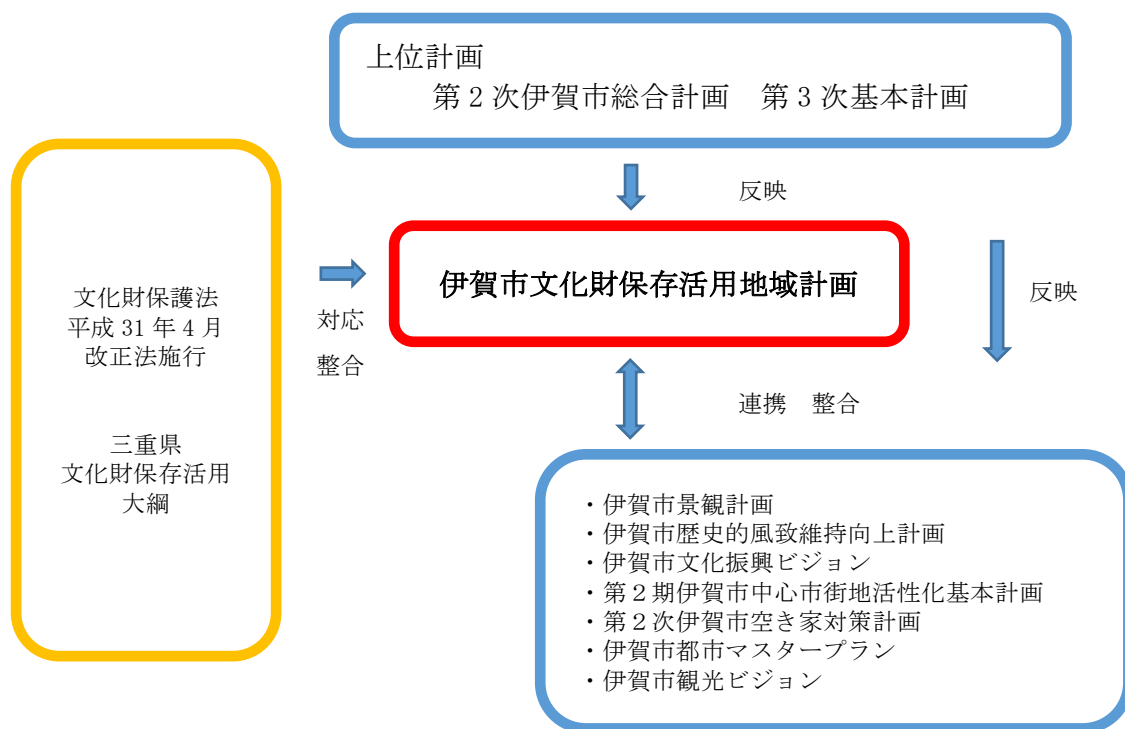 上位計画
第２次伊賀市総合計画　第３次基本計画
反映
文化財保護法
平成 31 年 4 月
改正法施行
三重県
文化財保存活用
大綱
対応
整合
伊賀市文化財保存活用地域計画
反映
連携　整合
・伊賀市景観計画
・伊賀市歴史的風致維持向上計画
・伊賀市文化振興ビジョン
・第２期伊賀市中心市街地活性化基本計画
・第２次伊賀市空き家対策計画
・伊賀市都市マスタープラン
・伊賀市観光ビジョン